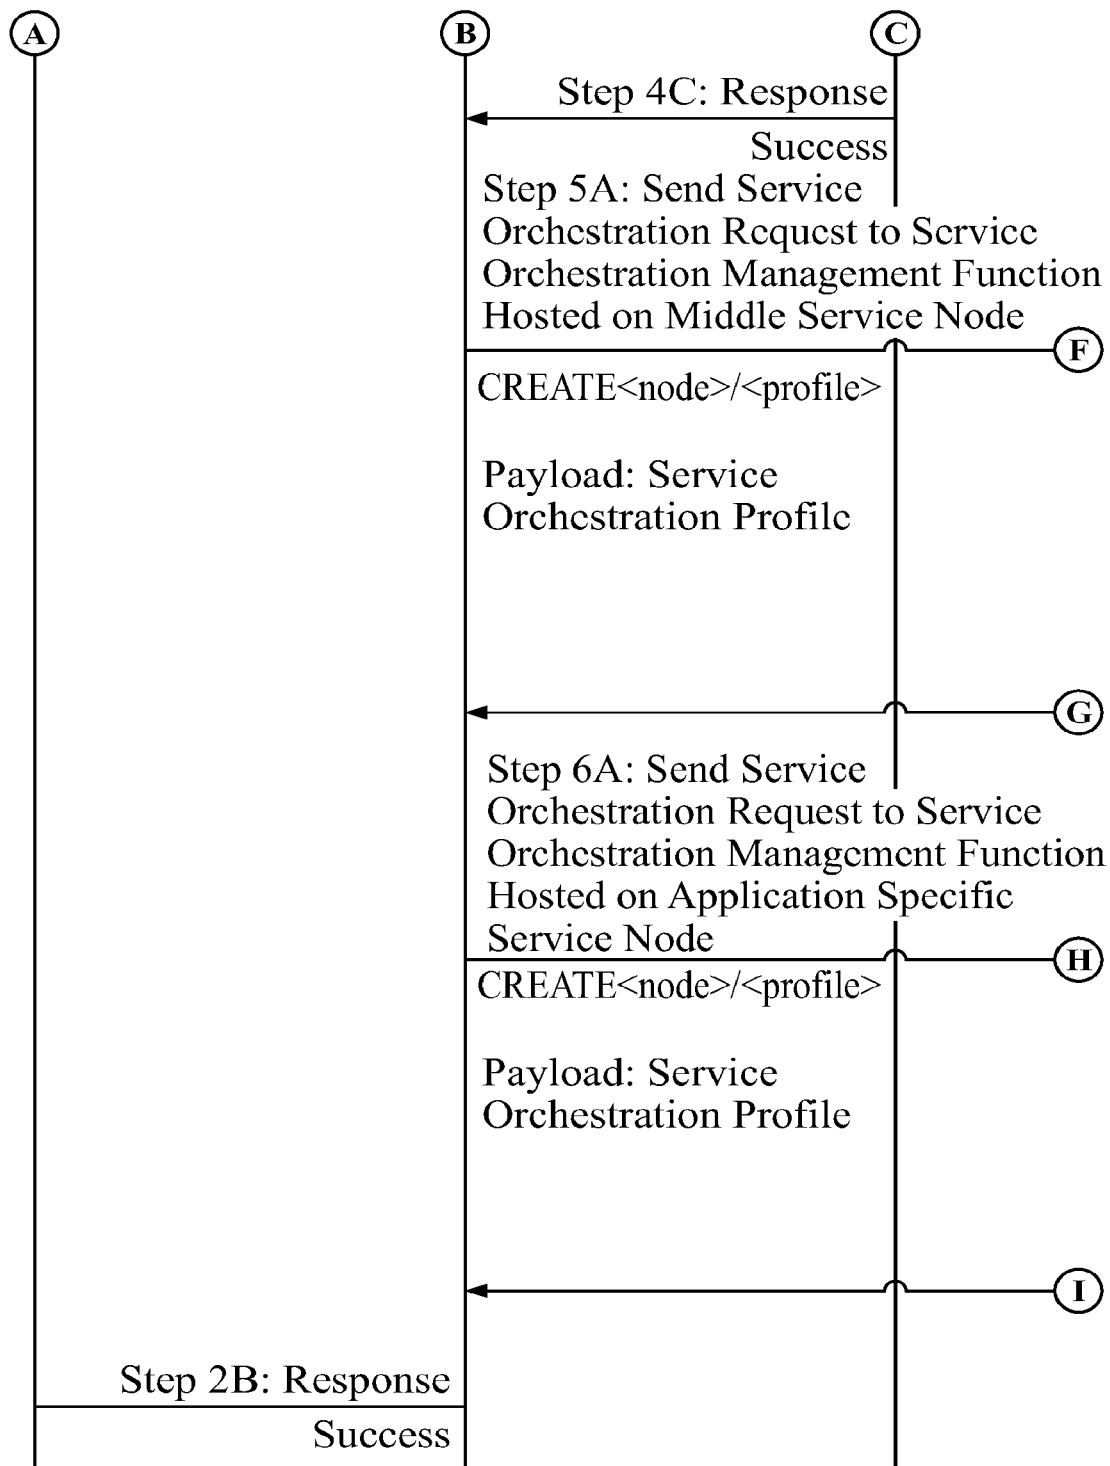 A B C
Step 4C: Response
Success
Step 5A: Send Service
Orchestration Request to Service
Orchestration Management Function
Hosted on Middle Service Node
F
CREATE<node>/<profile>
Payload: Service
Orchestration Profile
G
Step 6A: Send Service
Orchestration Request to Service
Orchestration Management Function
Hosted on Application Specific
Service Node
H
CREATE<node>/<profile>
Payload: Service
Orchestration Profile
I
Step 2B: Response
Success